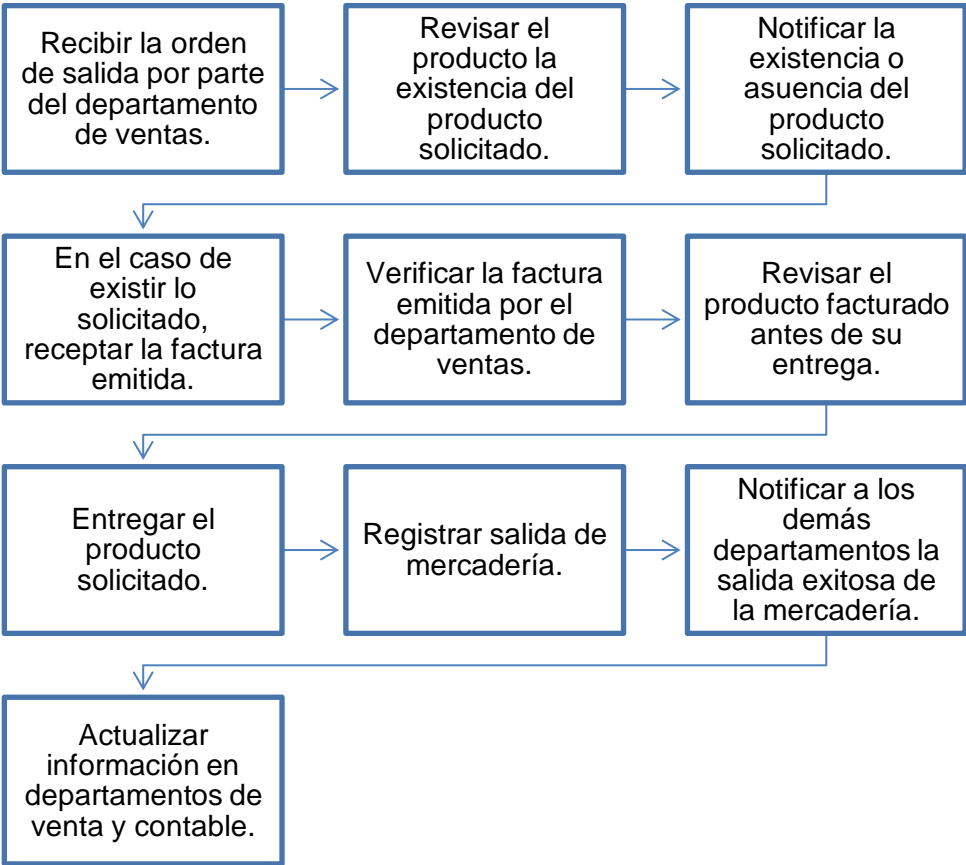 Recibir la orden
de salida por parte
del departamento
de ventas.
Revisar el
producto la
existencia del
producto
solicitado.
Notificar la
existencia o
asuencia del
producto
solicitado.
En el caso de
existir lo
solicitado,
receptar la factura
emitida.
Verificar la factura
emitida por el
departamento de
ventas.
Revisar el
producto facturado
antes de su
entrega.
Entregar el
producto
solicitado.
Registrar salida de
mercadería.
Notificar a los
demás
departamentos la
salida exitosa de
la mercadería.
Actualizar
información en
departamentos de
venta y contable.